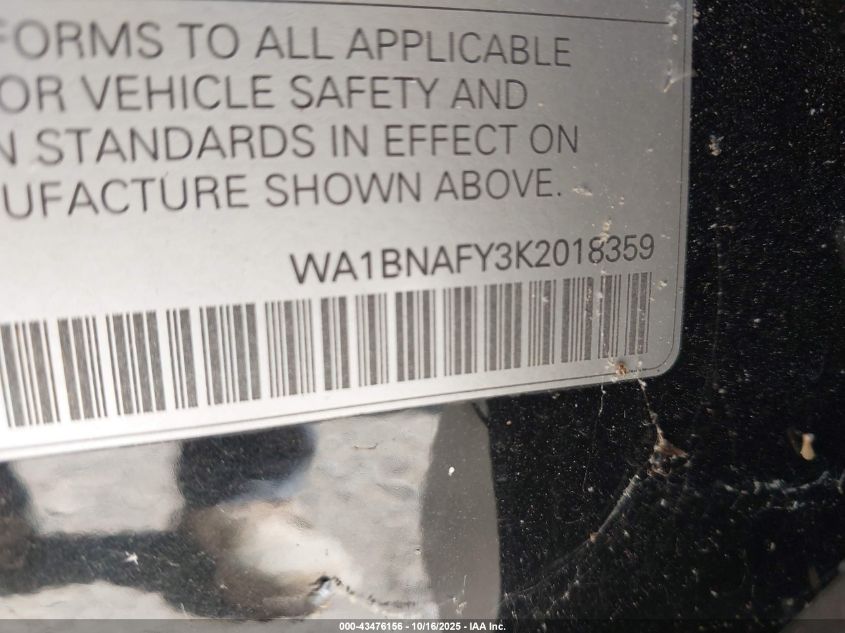 FORMS TO ALL APPLICABLE
OR VEHICLE SAFETY AND
N STANDARDS IN EFFECT ON
UFACTURE SHOWN ABOVE.
WA1BNAFY3K2018359
000-43476156 - 10/16/2025 - IAA Inc.